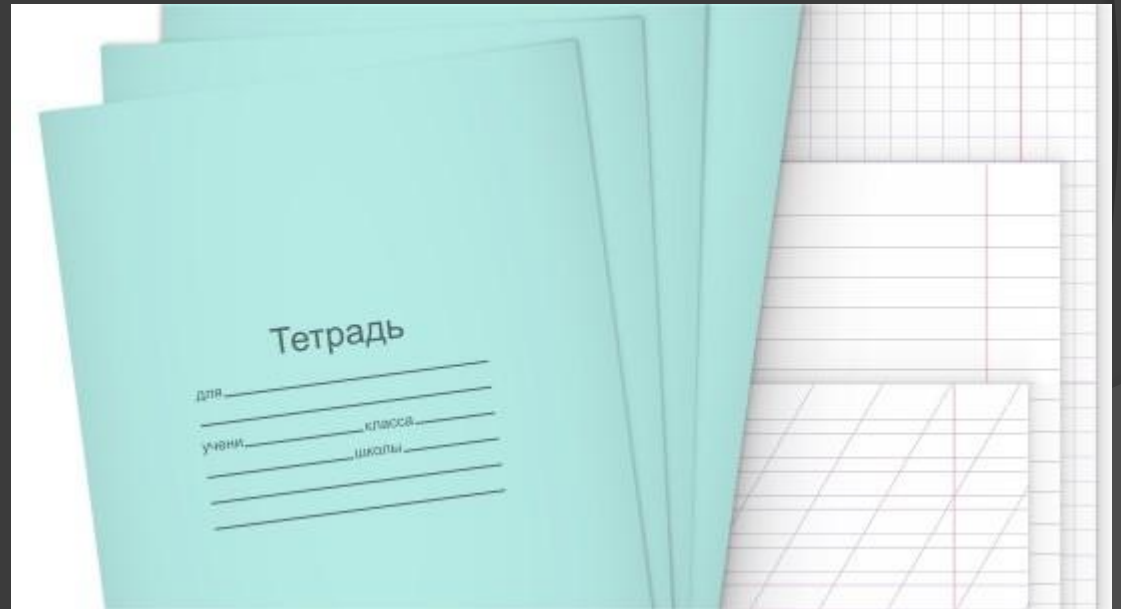 Тетрадь
для
учени класса
школы